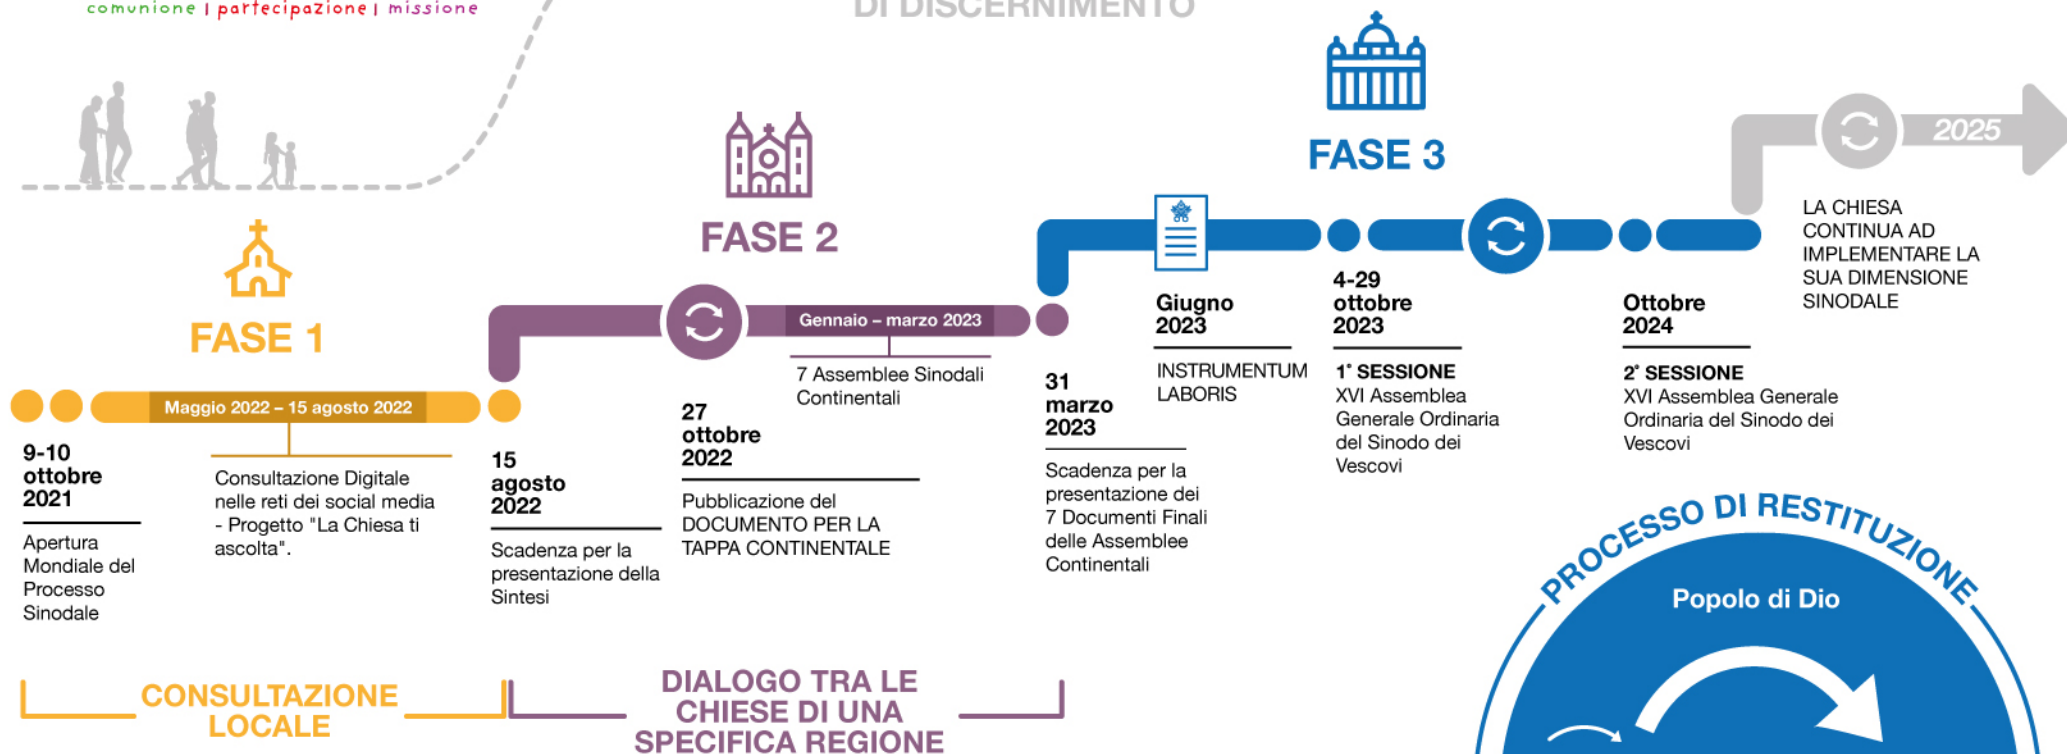 comunione | partecipazione | missione
DI DISCERNIMENTO
FASE 1
9-10
ottobre
2021
Apertura
Mondiale del
Processo
Sinodale
Maggio 2022 – 15 agosto 2022
Consultazione Digitale
nelle reti dei social media
- Progetto "La Chiesa ti
ascolta".
15
agosto
2022
Scadenza per la
presentazione della
Sintesi
FASE 2
27
ottobre
2022
Pubblicazione del
DOCUMENTO PER LA
TAPPA CONTINENTALE
Gennaio – marzo 2023
7 Assemblee Sinodali
Continentali
31
marzo
2023
Scadenza per la
presentazione dei
7 Documenti Finali
delle Assemblee
Continentali
FASE 3
Giugno
2023
INSTRUMENTUM
LABORIS
4-29
ottobre
2023
1° SESSIONE
XVI Assemblea
Generale Ordinaria
del Sinodo dei
Vescovi
Ottobre
2024
2° SESSIONE
XVI Assemblea Generale
Ordinaria del Sinodo dei
Vescovi
2025
LA CHIESA
CONTINUA AD
IMPLEMENTARE LA
SUA DIMENSIONE
SINODALE
CONSULTAZIONE
LOCALE
DIALOGO TRA LE
CHIESE DI UNA
SPECIFICA REGIONE
PROCESSO DI RESTITUZIONE
Popolo di Dio